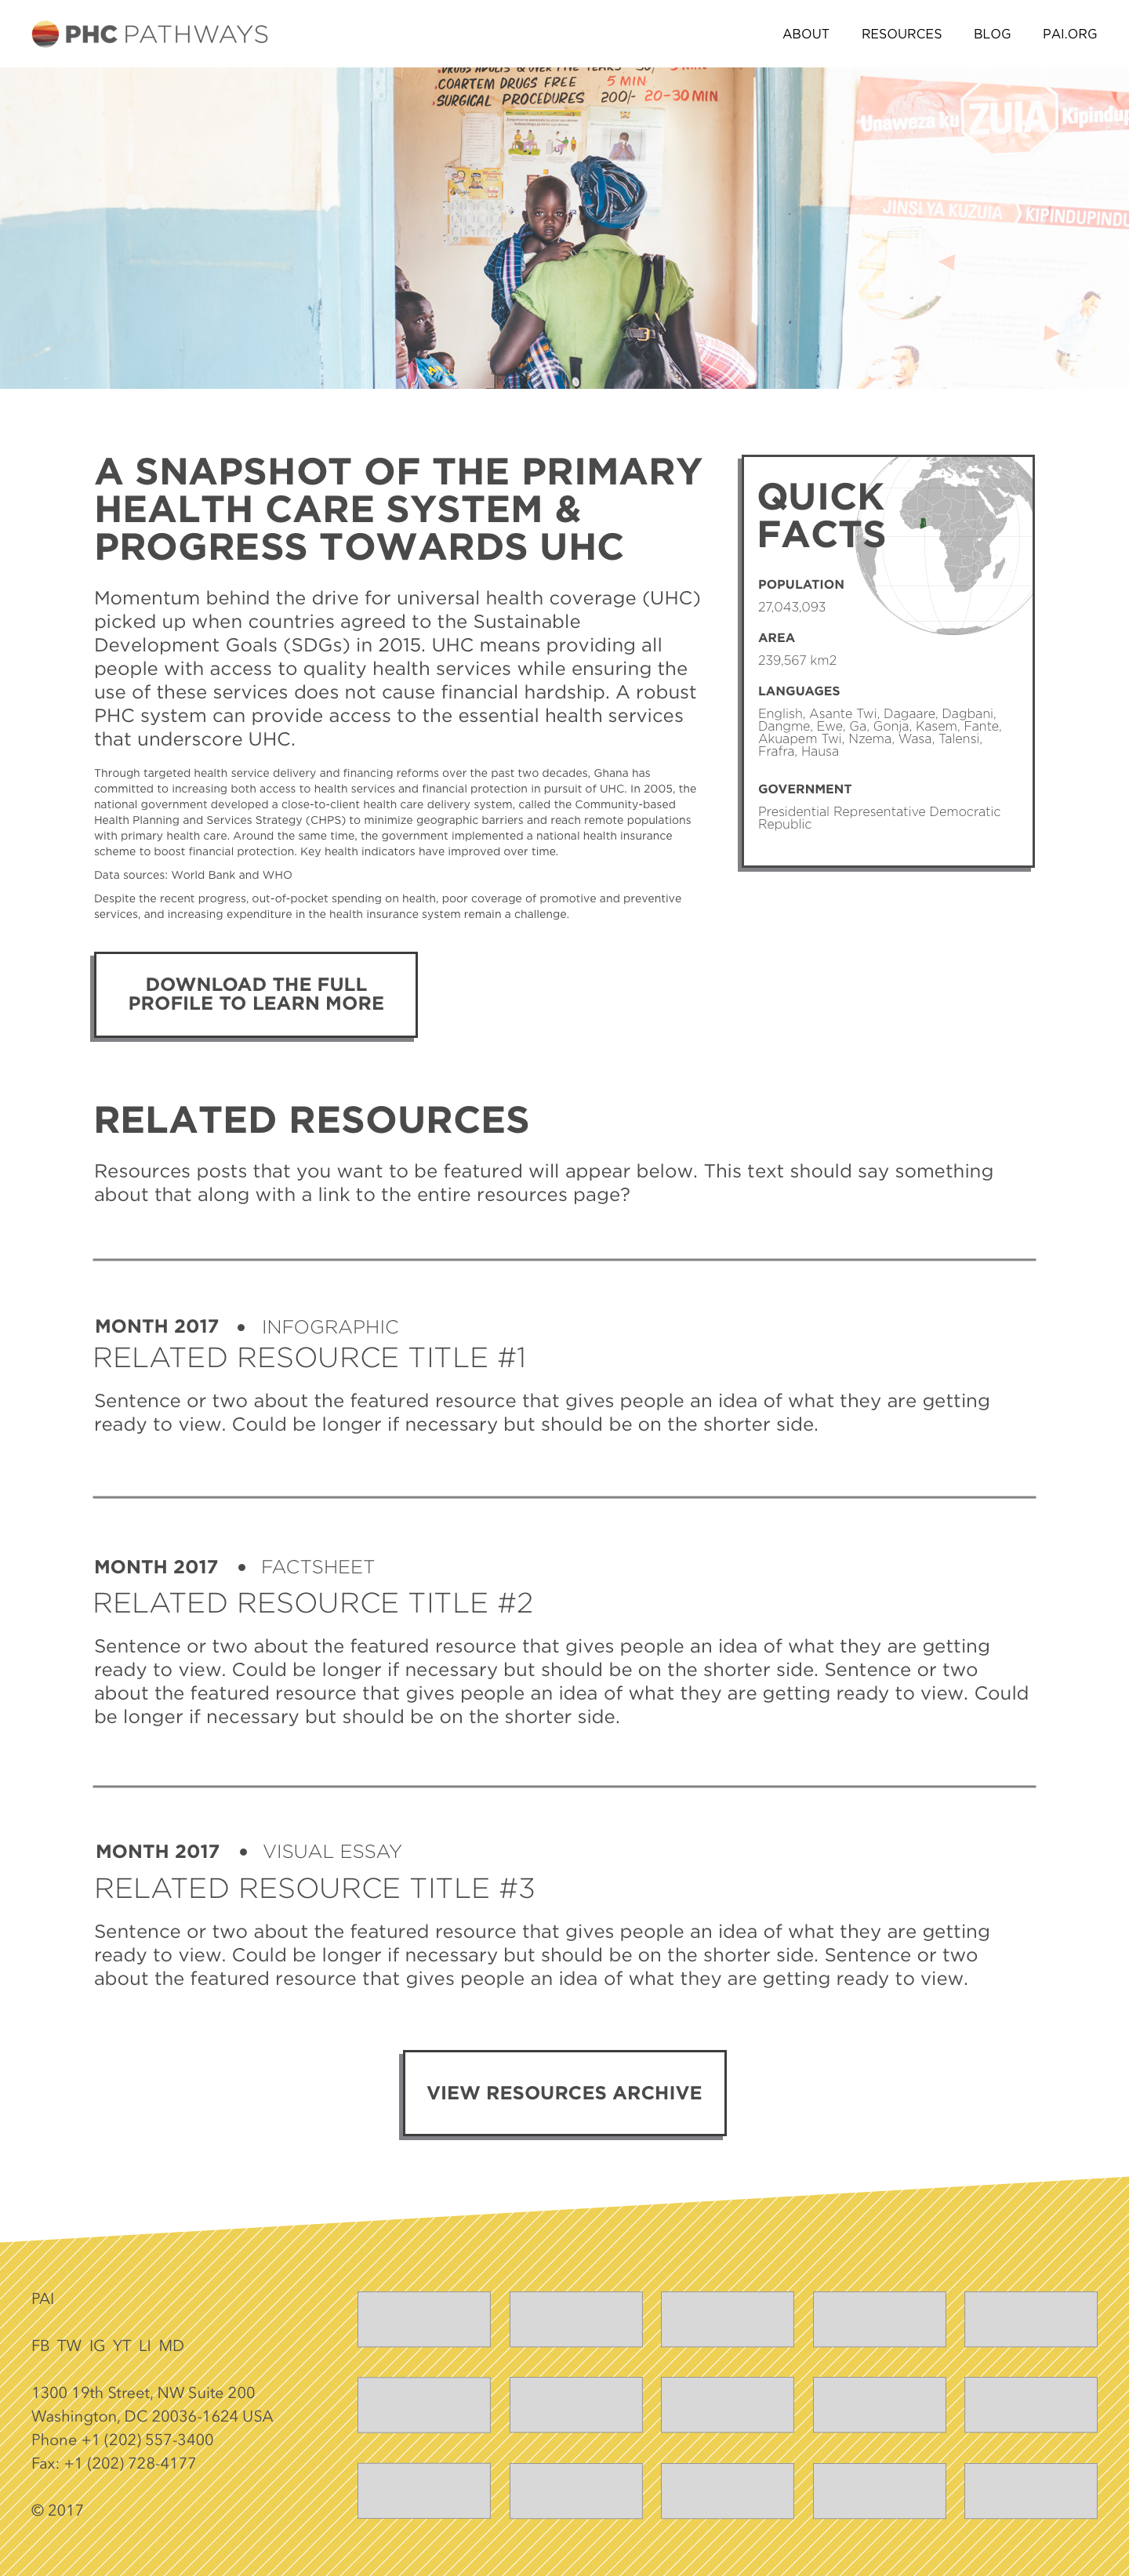 PHC PATHWAYS
ABOUT RESOURCES BLOG PAI.ORG
.COARTEM DRUGS FREE 5 MIN
.SURGICAL PROCEDURES 200/- 20-30 MIN
Unaweza ku ZUIA Kipindup
JINSI YA KUZUIA KIPINDUPINDU
A SNAPSHOT OF THE PRIMARY
HEALTH CARE SYSTEM &
PROGRESS TOWARDS UHC
Momentum behind the drive for universal health coverage (UHC)
picked up when countries agreed to the Sustainable
Development Goals (SDGs) in 2015. UHC means providing all
people with access to quality health services while ensuring the
use of these services does not cause financial hardship. A robust
PHC system can provide access to the essential health services
that underscore UHC.
Through targeted health service delivery and financing reforms over the past two decades, Ghana has
committed to increasing both access to health services and financial protection in pursuit of UHC. In 2005, the
national government developed a close-to-client health care delivery system, called the Community-based
Health Planning and Services Strategy (CHPS) to minimize geographic barriers and reach remote populations
with primary health care. Around the same time, the government implemented a national health insurance
scheme to boost financial protection. Key health indicators have improved over time.
Data sources: World Bank and WHO
Despite the recent progress, out-of-pocket spending on health, poor coverage of promotive and preventive
services, and increasing expenditure in the health insurance system remain a challenge.
DOWNLOAD THE FULL
PROFILE TO LEARN MORE
QUICK
FACTS
POPULATION
27,043,093
AREA
239,567 km2
LANGUAGES
English, Asante Twi, Dagaare, Dagbani,
Dangme, Ewe, Ga, Gonja, Kasem, Fante,
Akuapem Twi, Nzema, Wasa, Talensi,
Frafra, Hausa
GOVERNMENT
Presidential Representative Democratic
Republic
RELATED RESOURCES
Resources posts that you want to be featured will appear below. This text should say something
about that along with a link to the entire resources page?
MONTH 2017 • INFOGRAPHIC
RELATED RESOURCE TITLE #1
Sentence or two about the featured resource that gives people an idea of what they are getting
ready to view. Could be longer if necessary but should be on the shorter side.
MONTH 2017 • FACTSHEET
RELATED RESOURCE TITLE #2
Sentence or two about the featured resource that gives people an idea of what they are getting
ready to view. Could be longer if necessary but should be on the shorter side. Sentence or two
about the featured resource that gives people an idea of what they are getting ready to view. Could
be longer if necessary but should be on the shorter side.
MONTH 2017 • VISUAL ESSAY
RELATED RESOURCE TITLE #3
Sentence or two about the featured resource that gives people an idea of what they are getting
ready to view. Could be longer if necessary but should be on the shorter side. Sentence or two
about the featured resource that gives people an idea of what they are getting ready to view.
VIEW RESOURCES ARCHIVE
PAI
FB TW IG YT LI MD
1300 19th Street, NW Suite 200
Washington, DC 20036-1624 USA
Phone +1 (202) 557-3400
Fax: +1 (202) 728-4177
© 2017